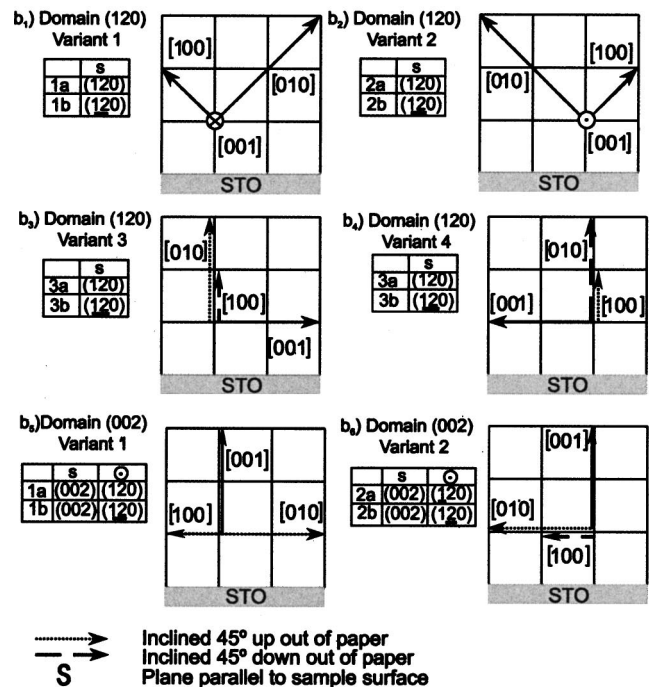 b₁) Domain (120)
Variant 1
s
1a (120)
1b (120)
[100]
[010]
[001]
STO
b₂) Domain (120)
Variant 2
s
2a (120)
2b (120)
[100]
[010]
[001]
STO
b₃) Domain (120)
Variant 3
s
3a (120)
3b (120)
[010]
[100]
[001]
STO
b₄) Domain (120)
Variant 4
s
3a (120)
3b (120)
[010]
[001]
[100]
STO
b₅)Domain (002)
Variant 1
s ⊙
1a (002) (120)
1b (002) (120)
[001]
[100]
[010]
STO
b₆) Domain (002)
Variant 2
s ⊙
2a (002) (120)
2b (002) (120)
[001]
[010]
[100]
STO
Inclined 45º up out of paper
Inclined 45º down out of paper
S Plane parallel to sample surface